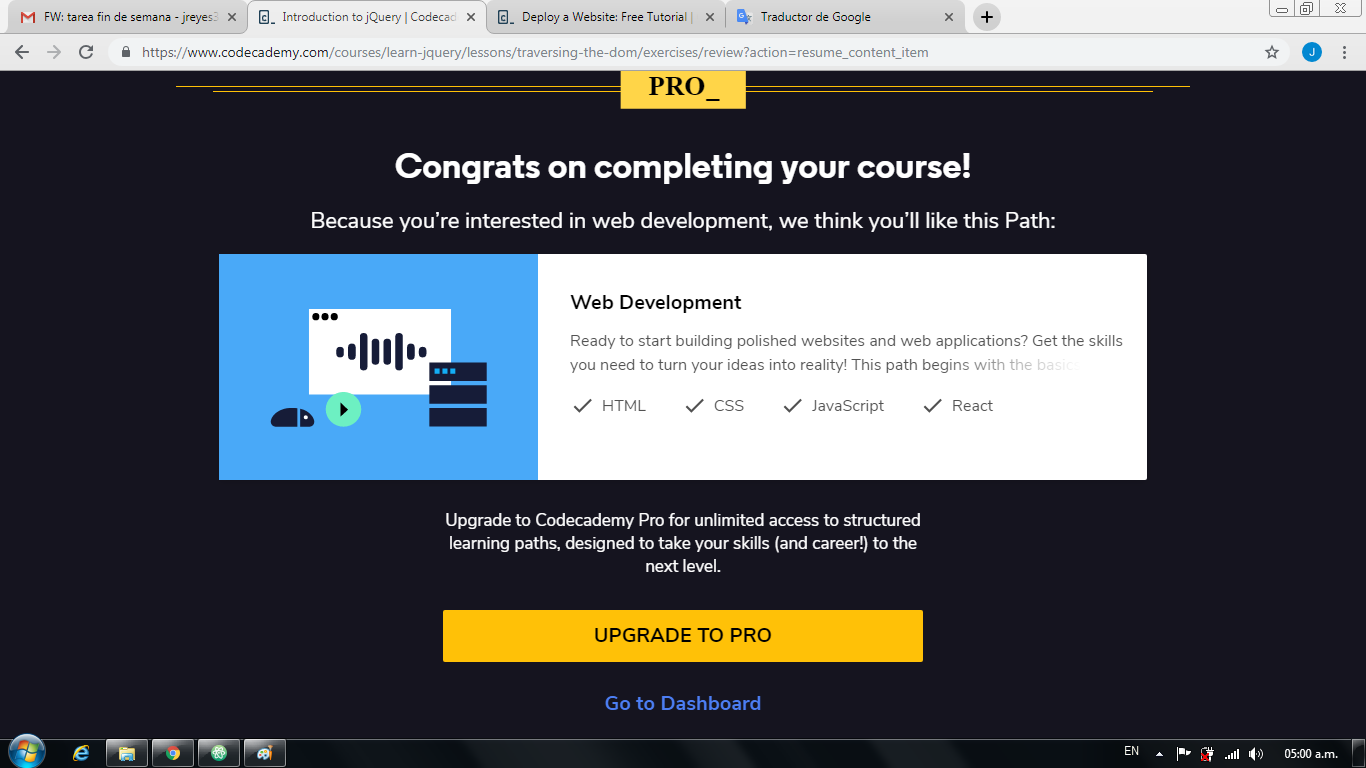 FW: tarea fin de semana - jreyes3
Introduction to jQuery | Codecad
Deploy a Website: Free Tutorial |
Traductor de Google
https://www.codecademy.com/courses/learn-jquery/lessons/traversing-the-dom/exercises/review?action=resume_content_item
J
PRO_
Congrats on completing your course!
Because you're interested in web development, we think you'll like this Path:
Web Development
Ready to start building polished websites and web applications? Get the skills
you need to turn your ideas into reality! This path begins with the basics
HTML
CSS
JavaScript
React
Upgrade to Codecademy Pro for unlimited access to structured
learning paths, designed to take your skills (and career!) to the
next level.
UPGRADE TO PRO
Go to Dashboard
EN
05:00 a.m.